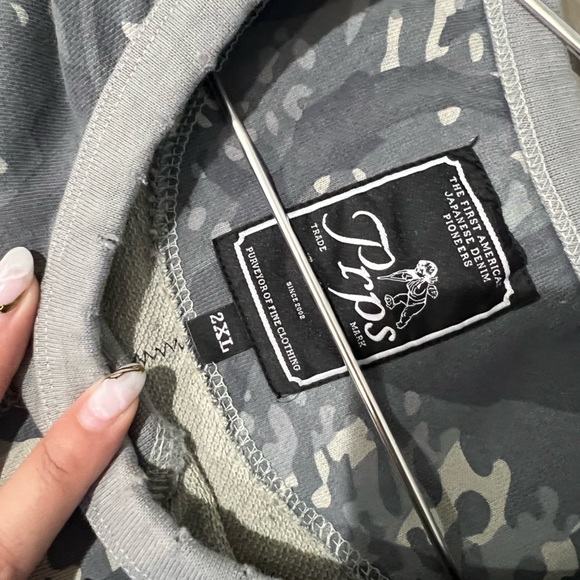 THE FIRST AMERICA
JAPANESE DENIM
PIONEERS
Prps
TRADE
MARK
SINCE 2002
PURVEYOR OF FINE CLOTHING
2XL